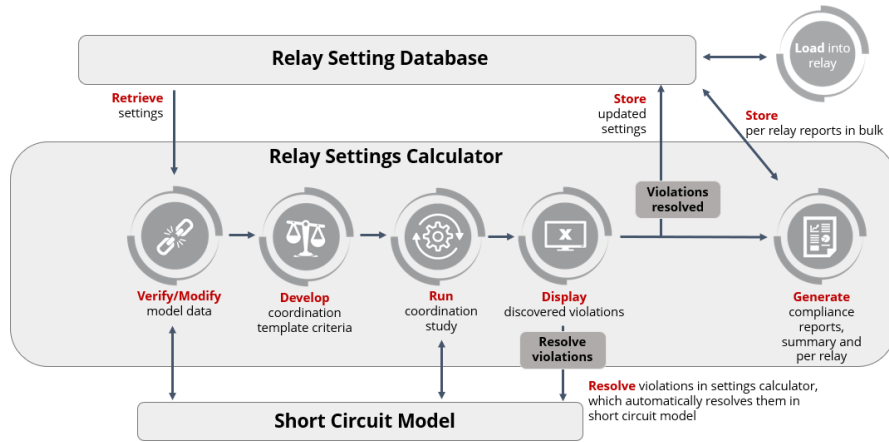 Relay Setting Database
Load into
relay
Retrieve
settings
Store
updated
settings
Store
per relay reports in bulk
Relay Settings Calculator
Violations
resolved
X
Verify/Modify
model data
Develop
coordination
template criteria
Run
coordination
study
Display
discovered violations
Generate
compliance
reports,
summary and
per relay
Resolve
violations
Resolve violations in settings calculator,
which automatically resolves them in
short circuit model
Short Circuit Model